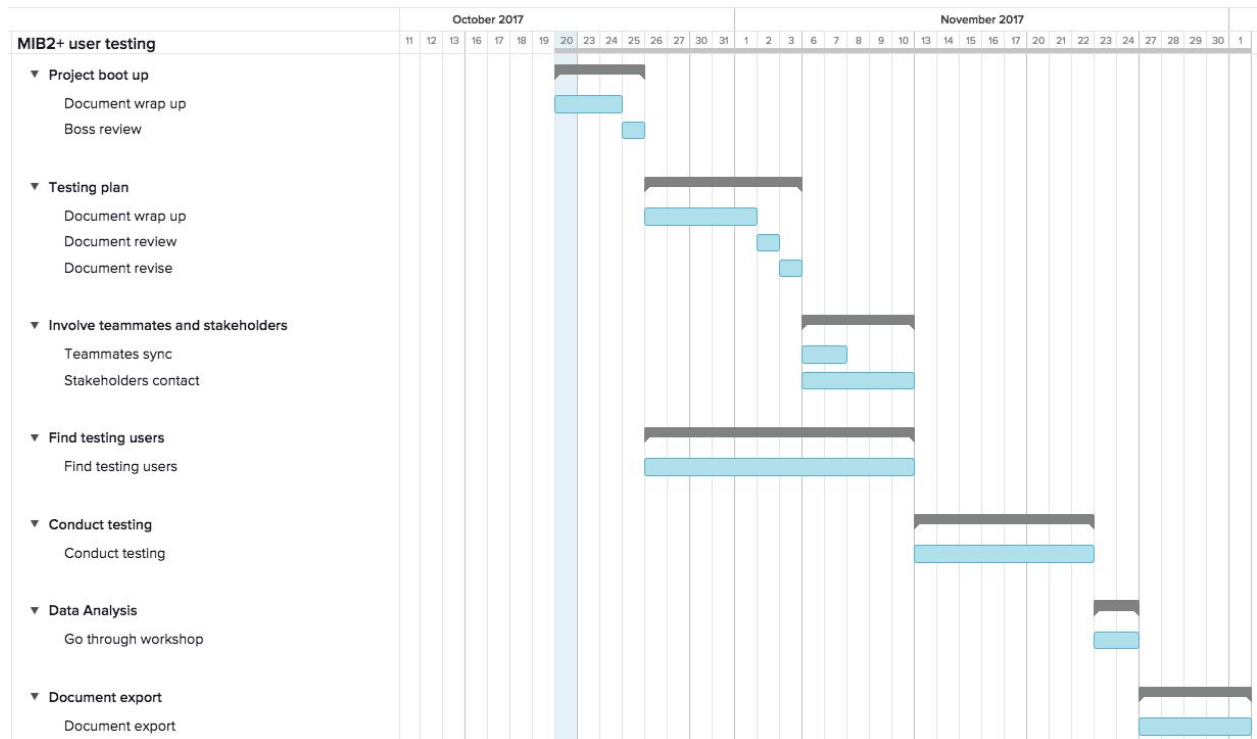 October 2017 November 2017
MIB2+ user testing 11 12 13 16 17 18 19 20 23 24 25 26 27 30 31 1 2 3 6 7 8 9 10 13 14 15 16 17 20 21 22 23 24 27 28 29 30 1
Project boot up
Document wrap up
Boss review
Testing plan
Document wrap up
Document review
Document revise
Involve teammates and stakeholders
Teammates sync
Stakeholders contact
Find testing users
Find testing users
Conduct testing
Conduct testing
Data Analysis
Go through workshop
Document export
Document export